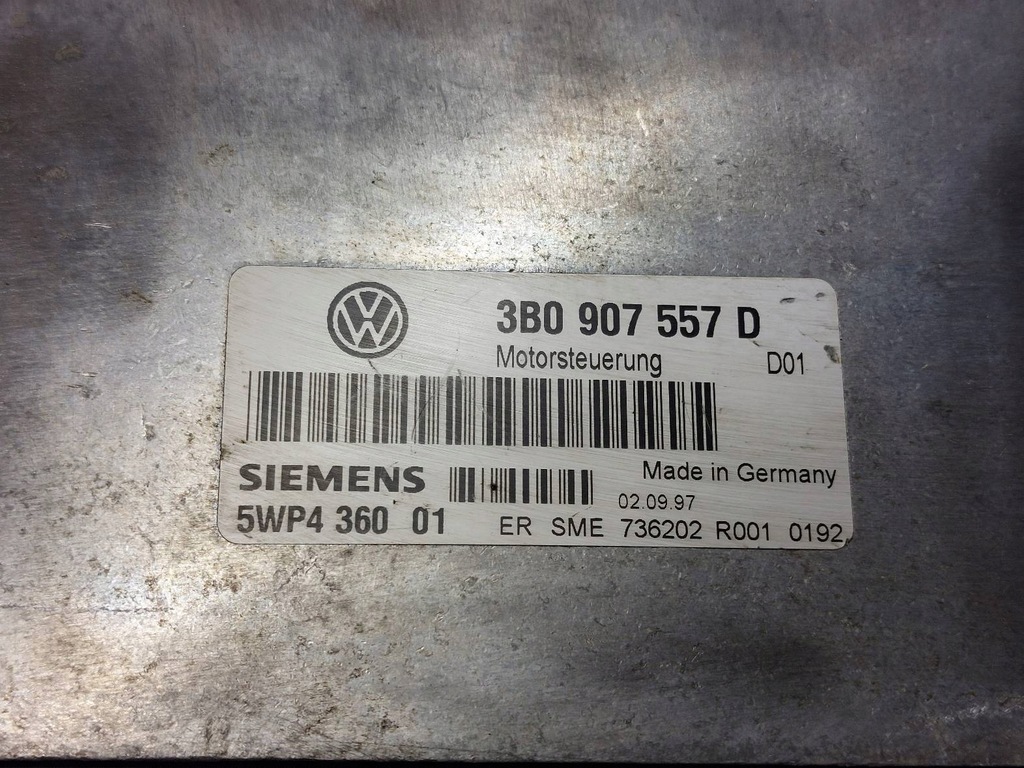 VW
3B0 907 557 D
Motorsteuerung D01
SIEMENS Made in Germany
02.09.97
5WP4 360 01 ER SME 736202 R001 0192